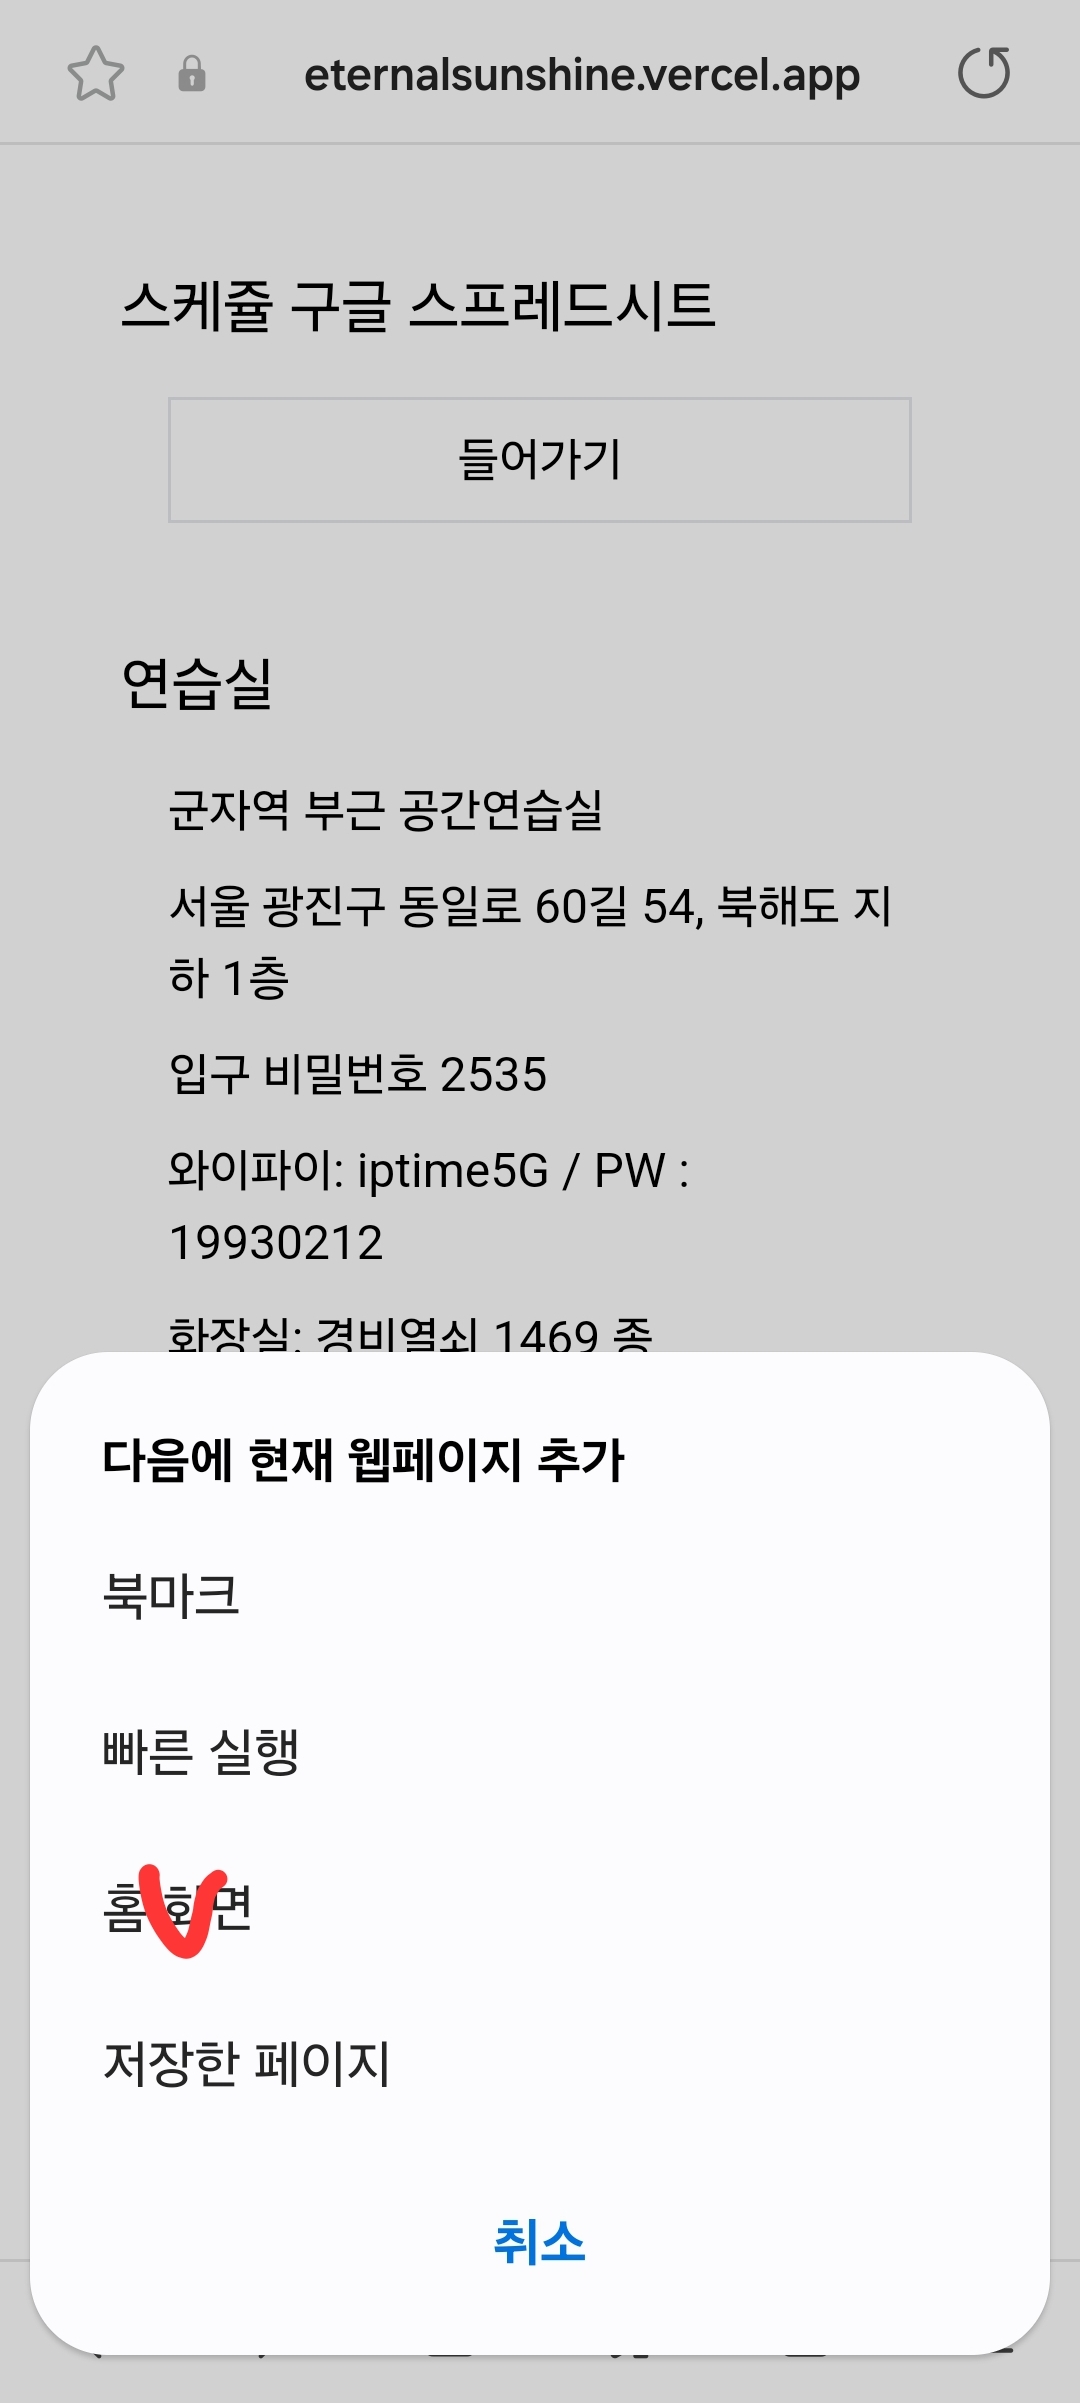 eternalsunshine.vercel.app
스케쥴 구글 스프레드시트
들어가기
연습실
군자역 부근 공간연습실
서울 광진구 동일로 60길 54, 북해도 지
하 1층
입구 비밀번호 2535
와이파이: iptime5G / PW :
19930212
화장실: 경비열쇠 1469 종
다음에 현재 웹페이지 추가
북마크
빠른 실행
홈 화면
저장한 페이지
취소